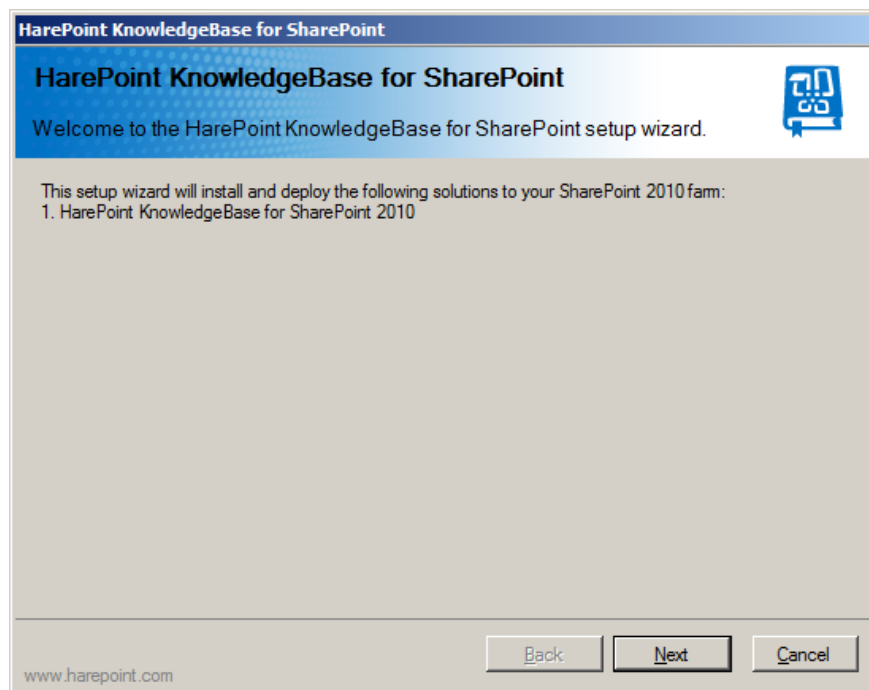 HarePoint KnowledgeBase for SharePoint
HarePoint KnowledgeBase for SharePoint
Welcome to the HarePoint KnowledgeBase for SharePoint setup wizard.
This setup wizard will install and deploy the following solutions to your SharePoint 2010 farm:
1. HarePoint KnowledgeBase for SharePoint 2010
Back
Next
Cancel
www.harepoint.com